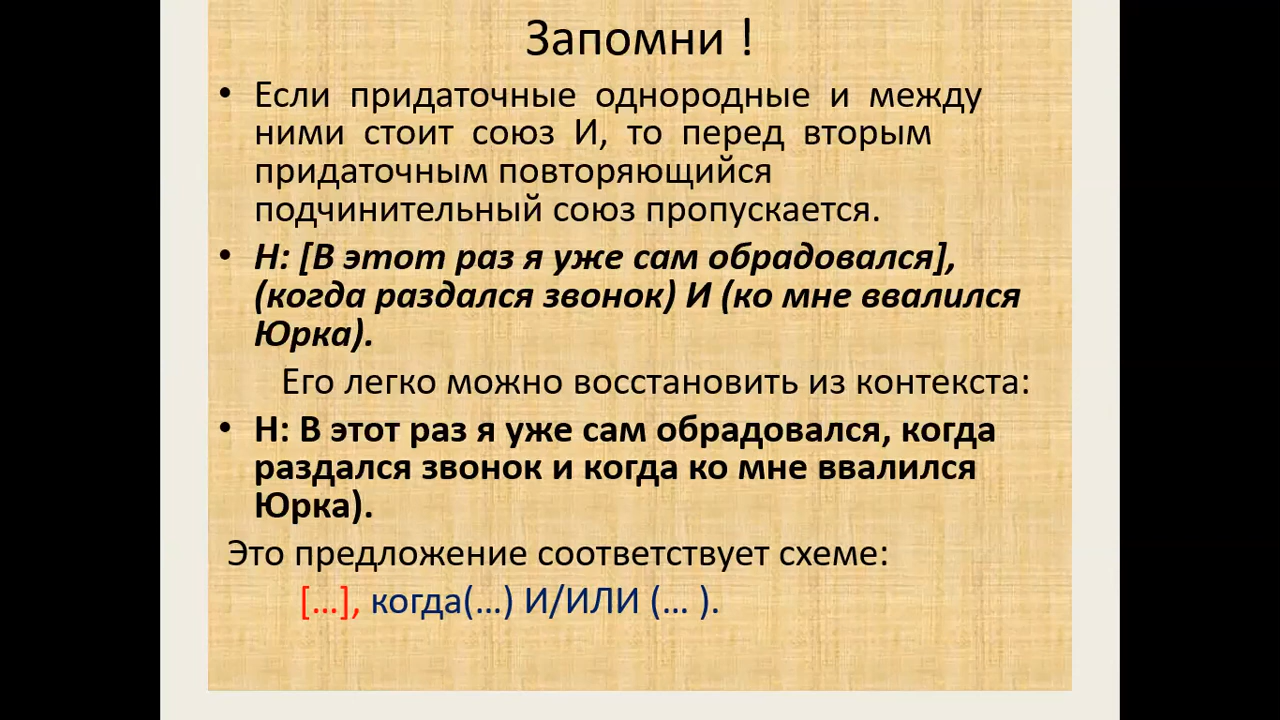 Запомни !
• Если придаточные однородные и между
ними стоит союз И, то перед вторым
придаточным повторяющийся
подчинительный союз пропускается.
• Н: [В этот раз я уже сам обрадовался],
(когда раздался звонок) И (ко мне ввалился
Юрка).
Его легко можно восстановить из контекста:
• Н: В этот раз я уже сам обрадовался, когда
раздался звонок и когда ко мне ввалился
Юрка).
Это предложение соответствует схеме:
[…], когда(…) И/ИЛИ (… ).